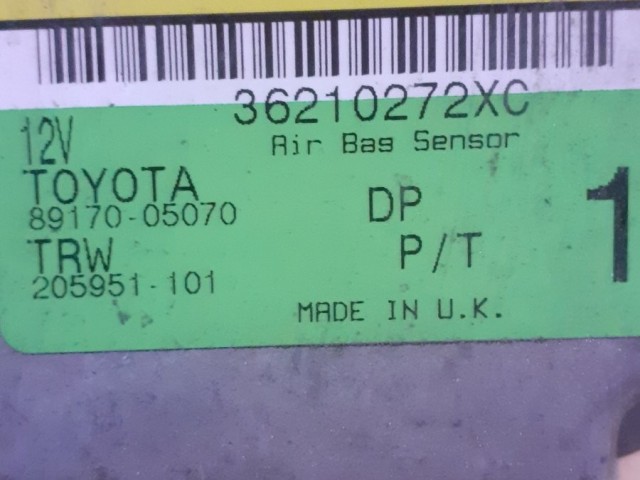 36210272XC
12V
Air Bag Sensor
TOYOTA
89170-05070
DP
1
TRW
P/T
205951-101
MADE IN U.K.